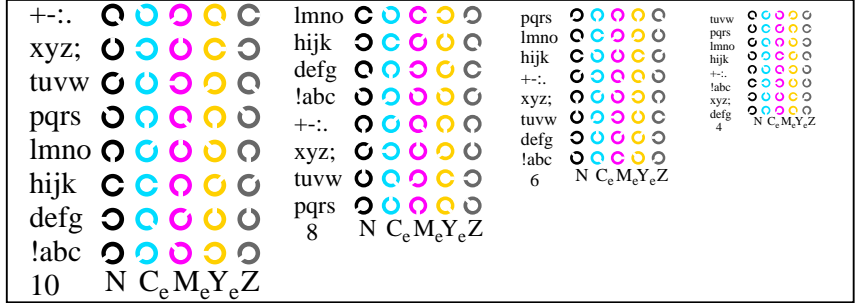 +-:.
xyz;
tuvw
pqrs
lmno
hijk
defg
!abc
10 N CeMeYeZ
lmno
hijk
defg
!abc
+-:.
xyz;
tuvw
pqrs
8 N CeMeYeZ
pqrs
lmno
hijk
+-:.
xyz;
tuvw
defg
!abc
6 N CeMeYeZ
tuvw
pqrs
lmno
hijk
+-:.
!abc
xyz;
defg
4 N CeMeYeZ